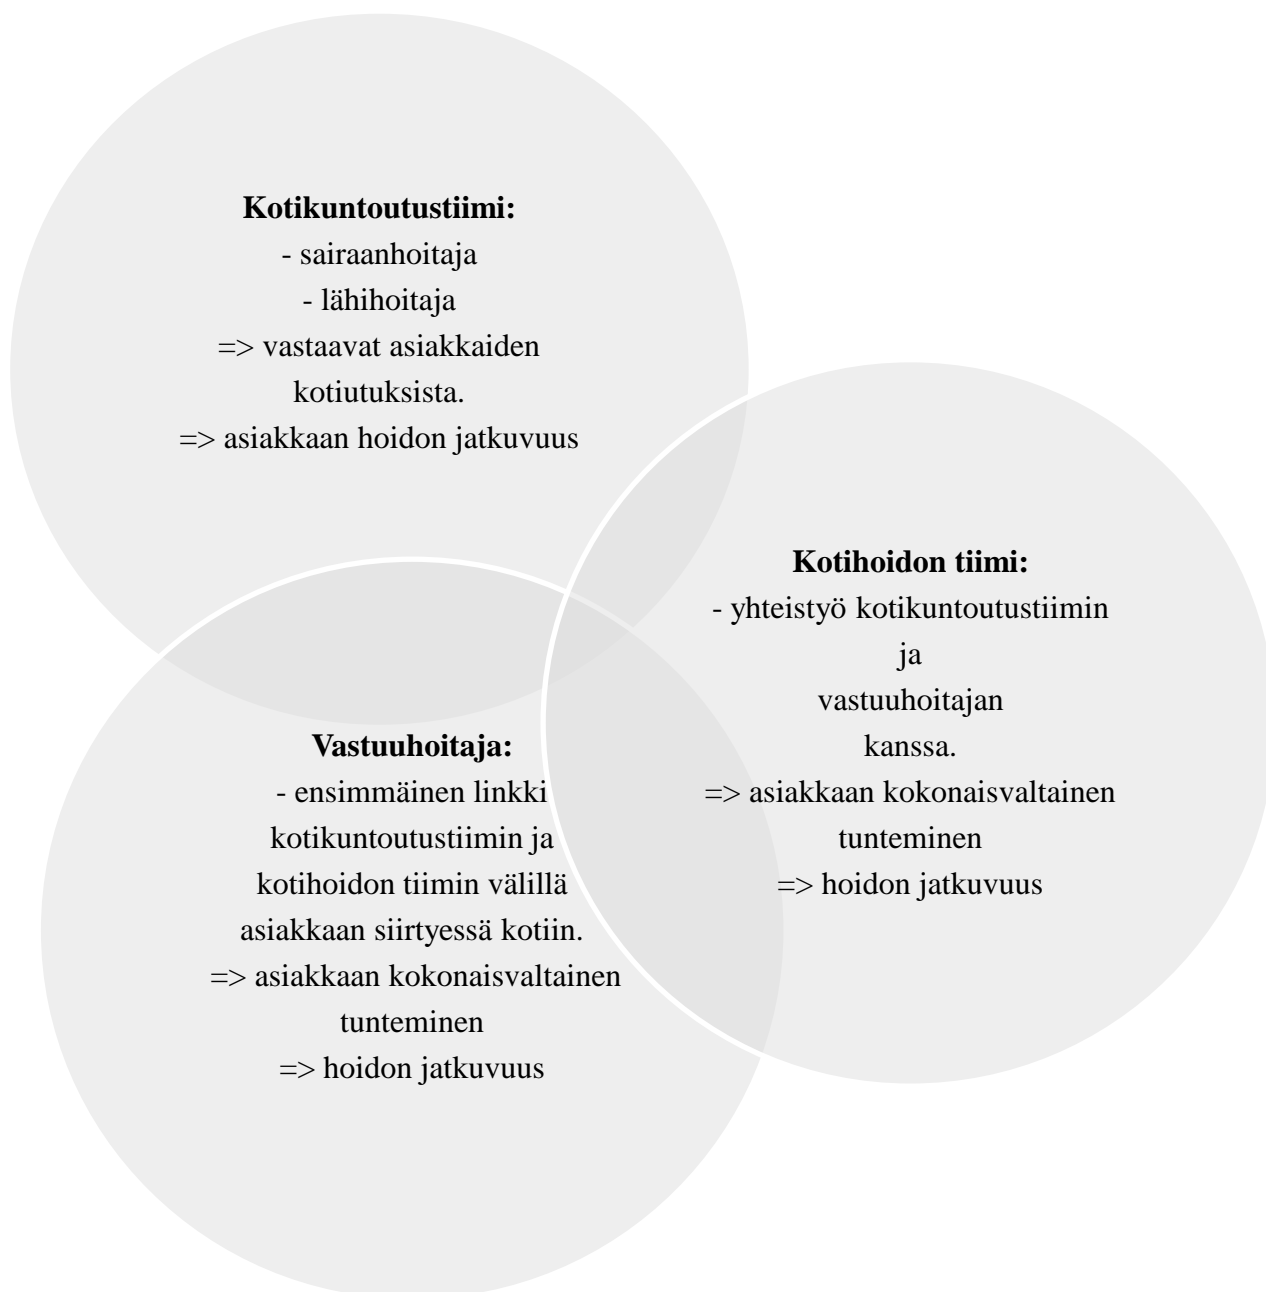 Kotikuntoutustiimi:
- sairaanhoitaja
- lähihoitaja
=> vastaavat asiakkaiden
kotiutuksista.
=> asiakkaan hoidon jatkuvuus
Kotihoidon tiimi:
- yhteistyö kotikuntoutustiimin
ja
vastuuhoitajan
kanssa.
=> asiakkaan kokonaisvaltainen
tunteminen
=> hoidon jatkuvuus
Vastuuhoitaja:
- ensimmäinen linkki
kotikuntoutustiimin ja
kotihoidon tiimin välillä
asiakkaan siirtyessä kotiin.
=> asiakkaan kokonaisvaltainen
tunteminen
=> hoidon jatkuvuus